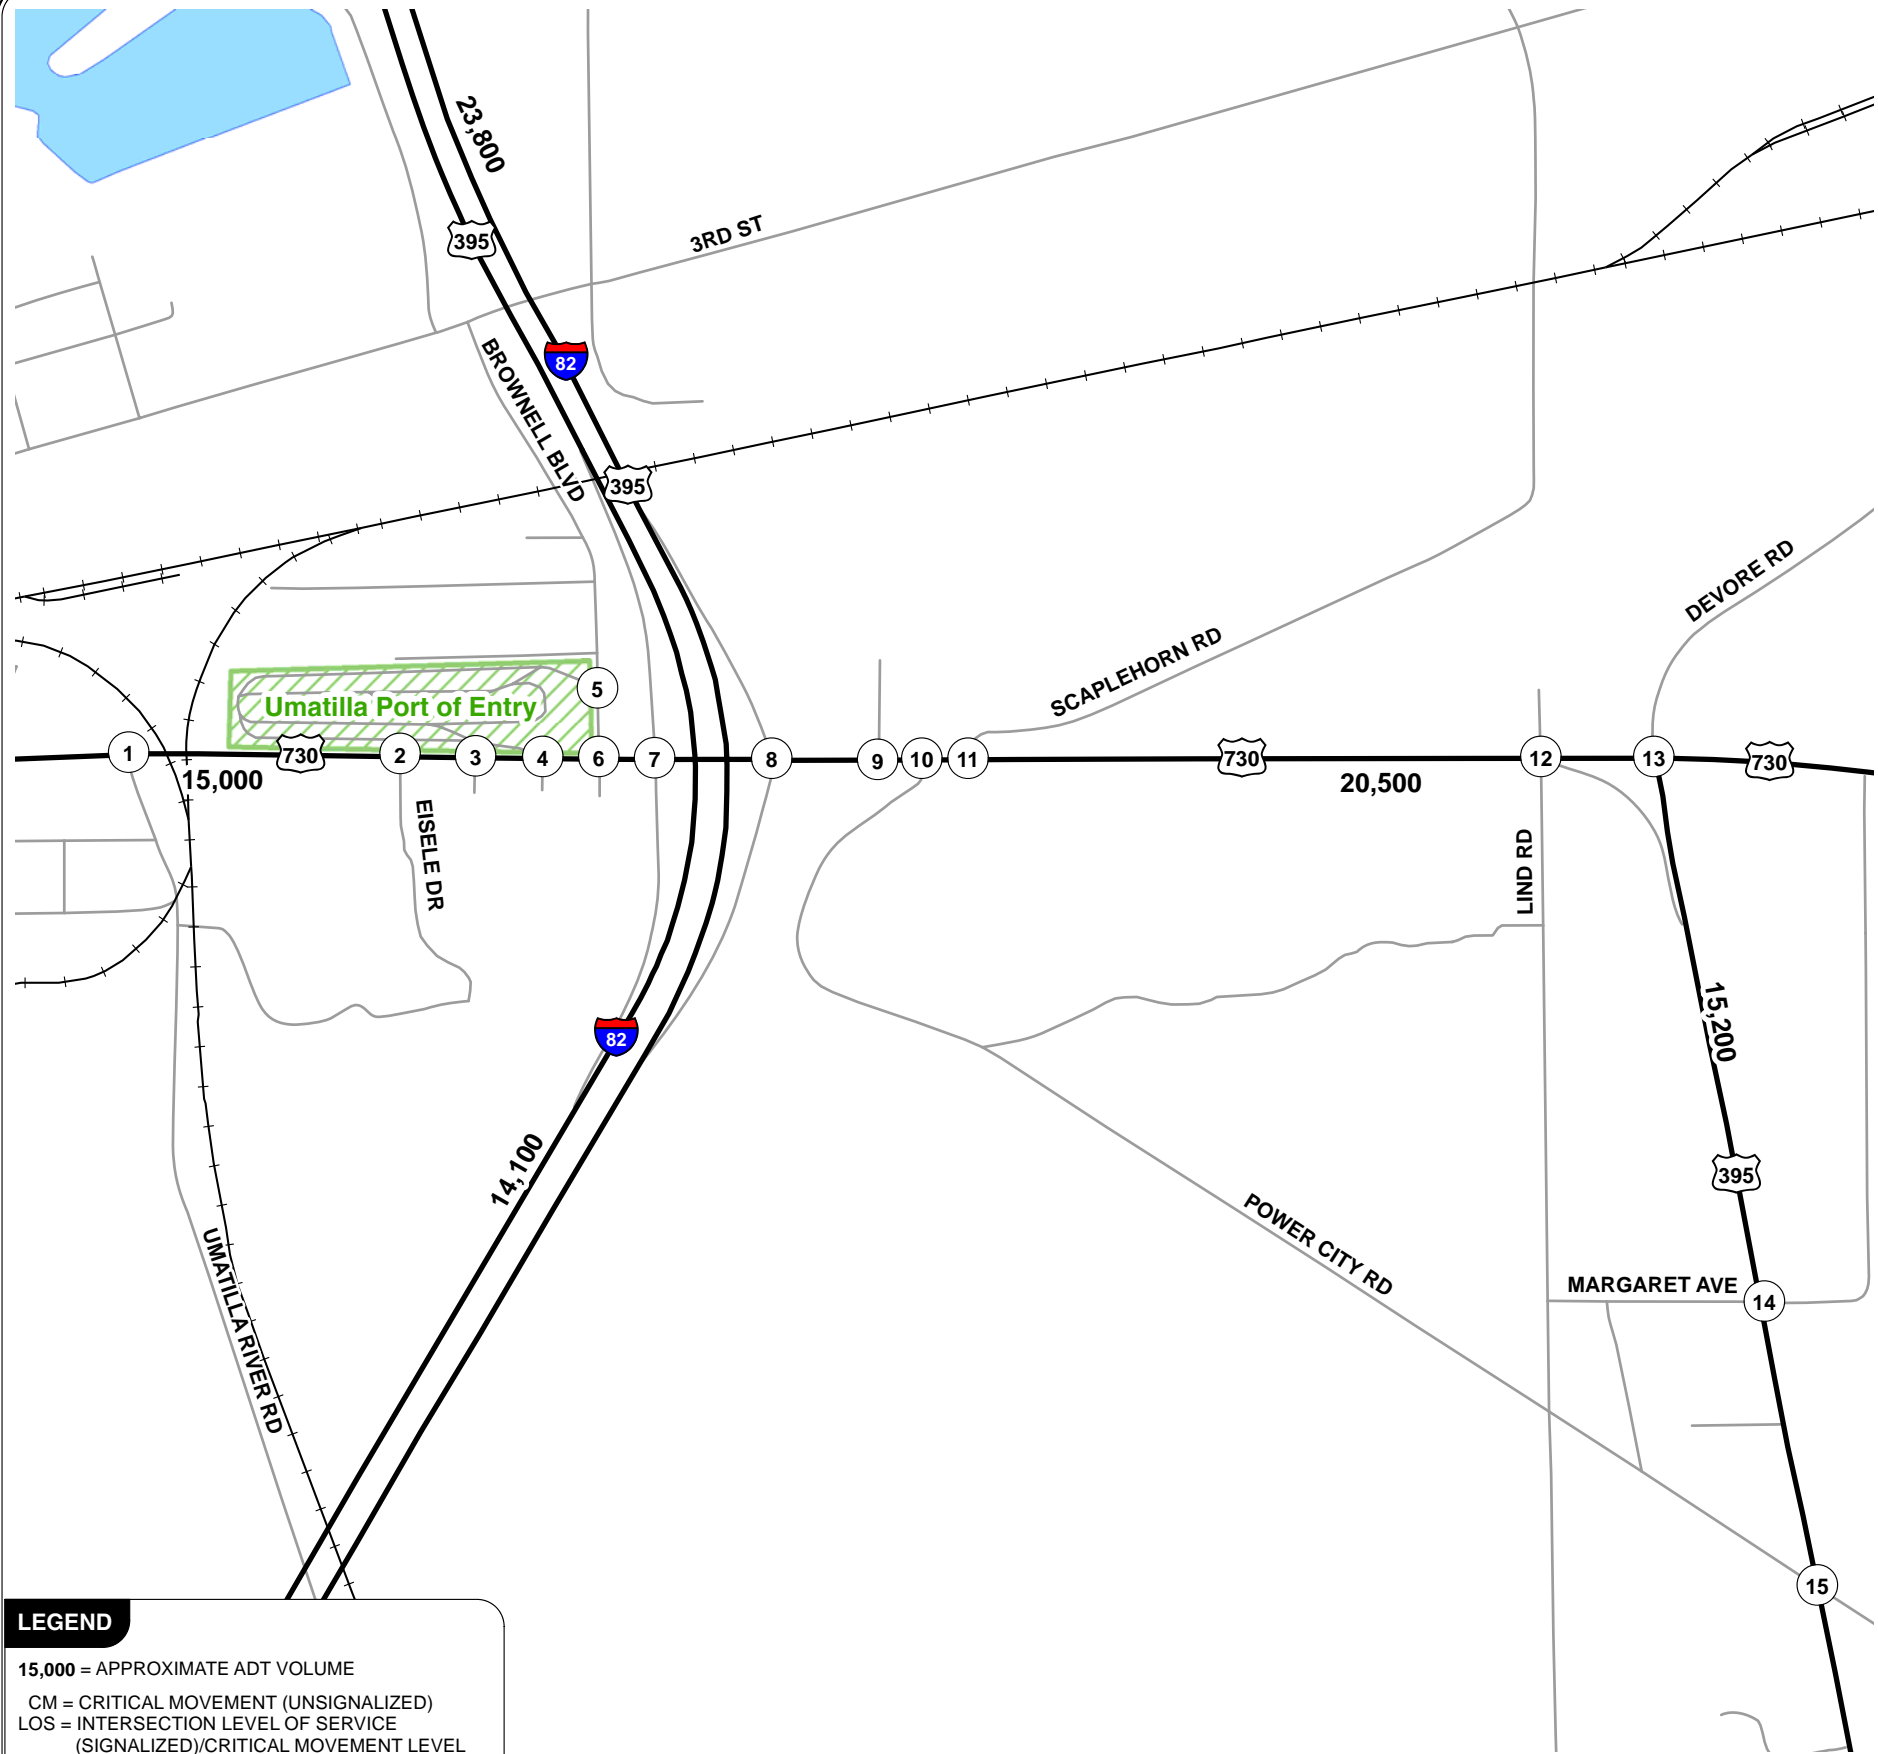 23,800
395
3RD ST
82
BROWNELL BLVD
395
DEVORE RD
SCAPLEHORN RD
5
Umatilla Port of Entry
1
730
2
3
4
6
7
8
9
10
11
730
12
13
730
15,000
20,500
EISELE DR
LIND RD
15,200
82
14,100
395
POWER CITY RD
UMATILLA RIVER RD
MARGARET AVE
14
15
LEGEND
15,000 = APPROXIMATE ADT VOLUME
CM = CRITICAL MOVEMENT (UNSIGNALIZED)
LOS = INTERSECTION LEVEL OF SERVICE
(SIGNALIZED)/CRITICAL MOVEMENT LEVEL